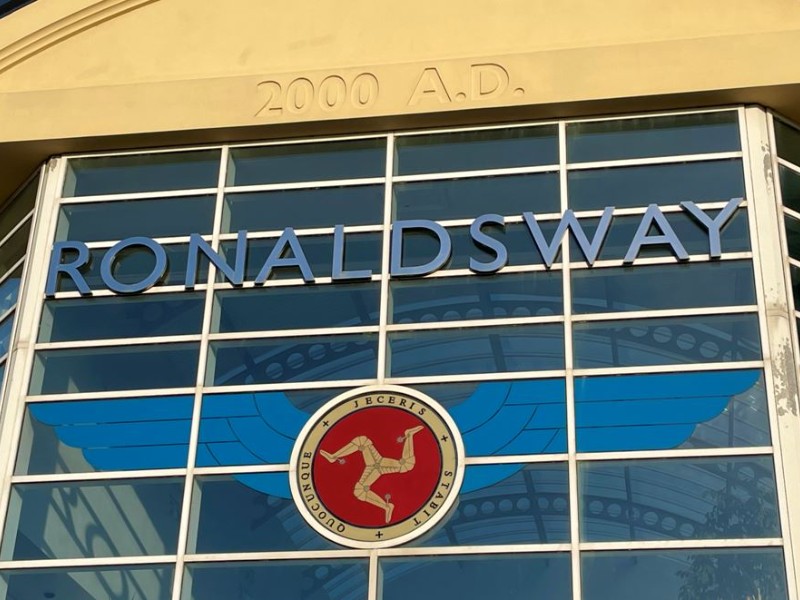 2000 A.D.
RONALDSWAY
QUOCUNQUE JECERIS STABIT